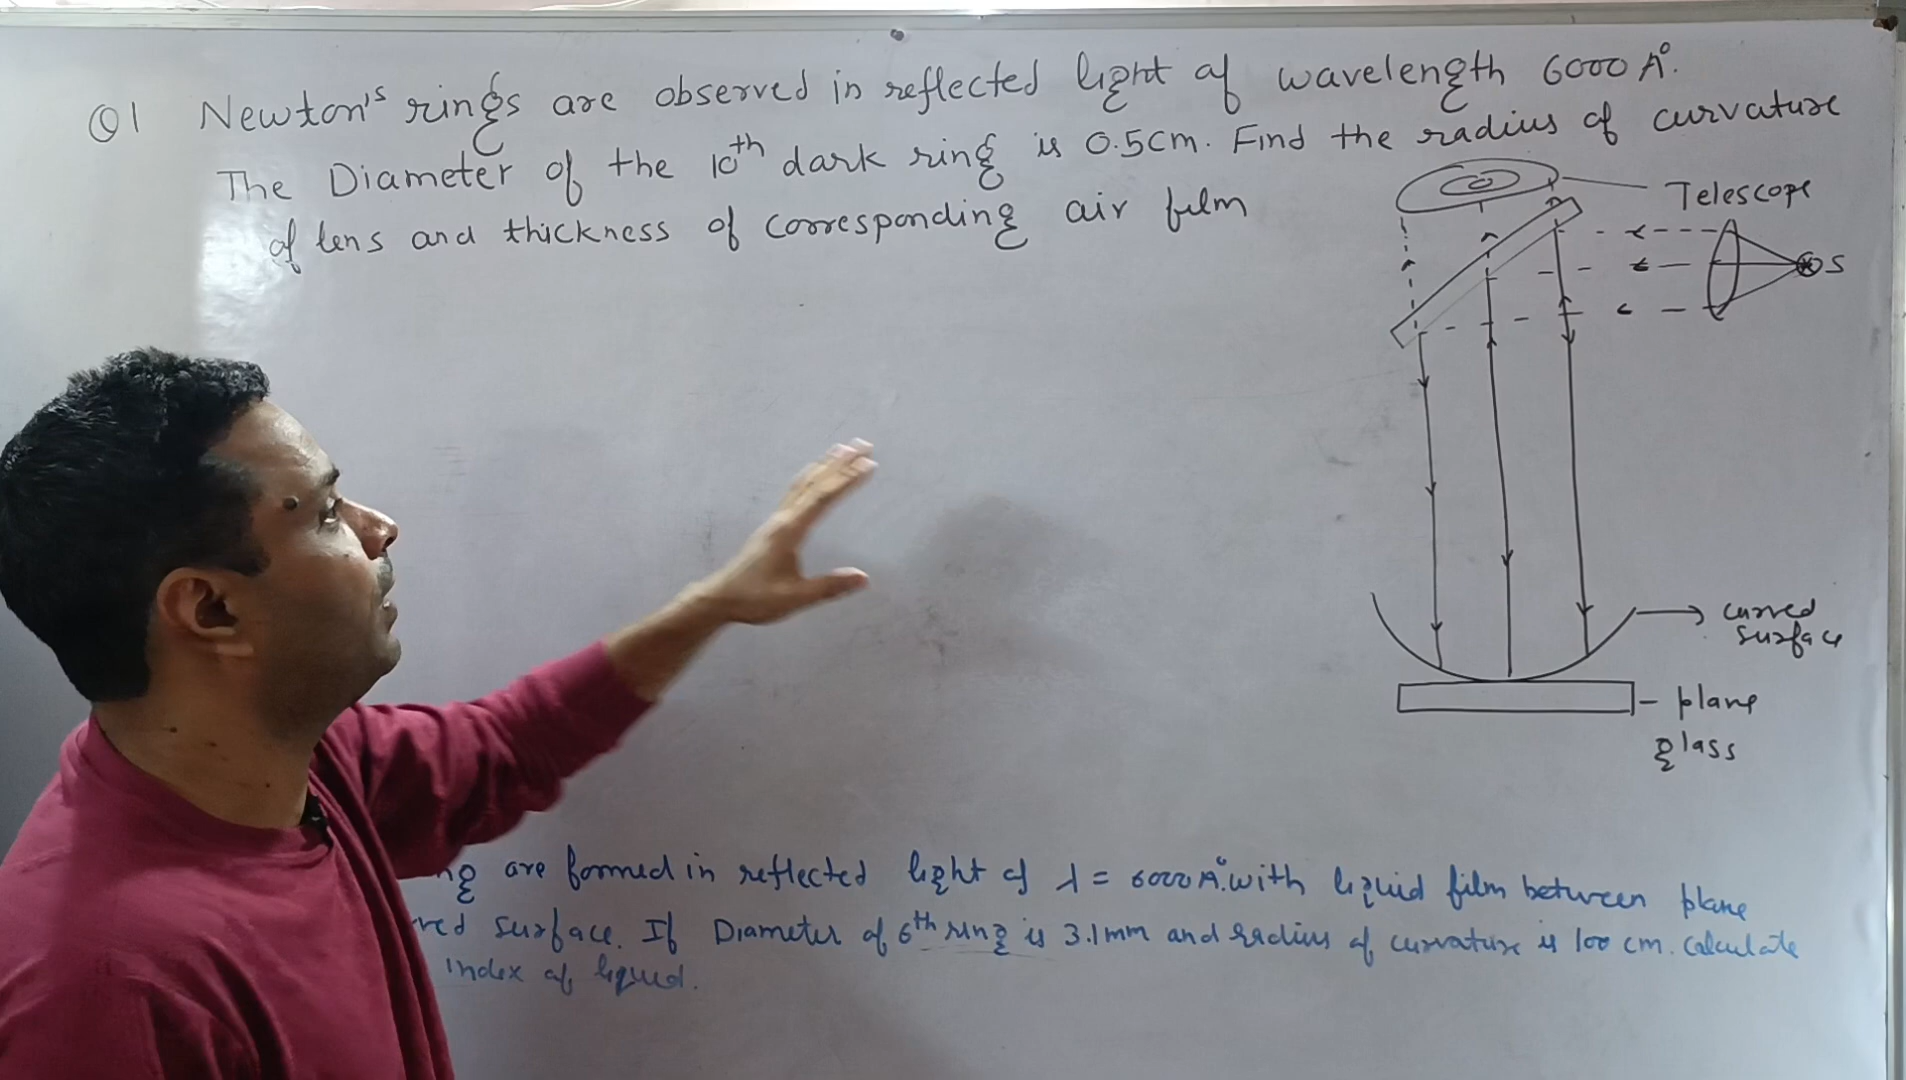 Q1 Newton's rings are observed in reflected light of wavelength 6000 A°.
The Diameter of the 10th dark ring is 0.5cm. Find the radius of curvature
of lens and thickness of corresponding air film
Telescope
S
curved
surface
plane
glass
are formed in reflected light of λ = 6000 A°. with liquid film between plane
surface. If Diameter of 6th ring is 3.1mm and radius of curvature is 100 cm. calculate
index of liquid.